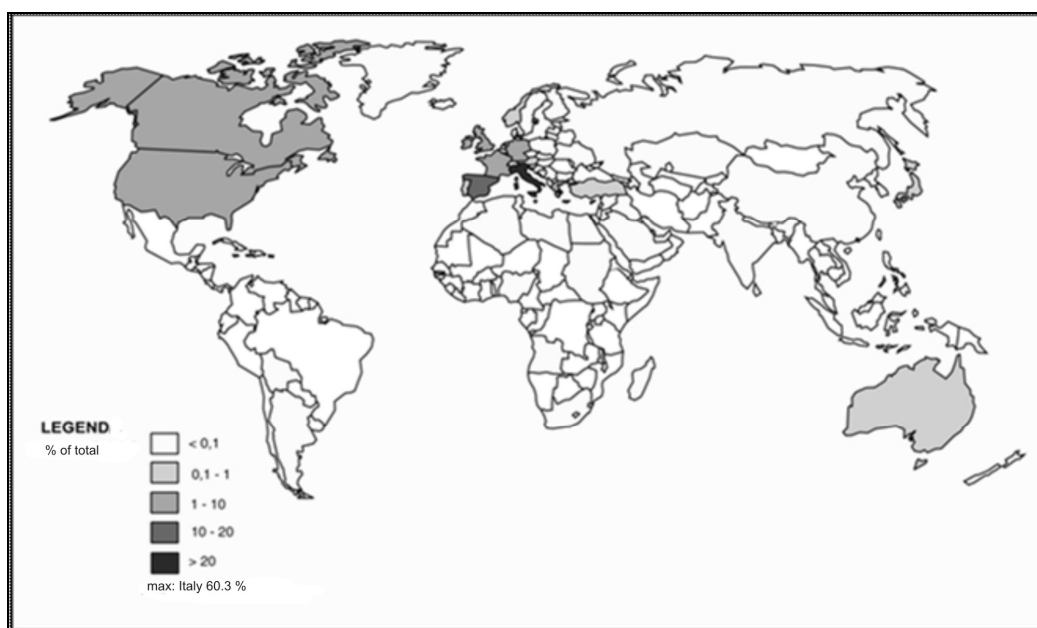 LEGEND
% of total
< 0,1
0,1 - 1
1 - 10
10 - 20
> 20
max: Italy 60.3 %